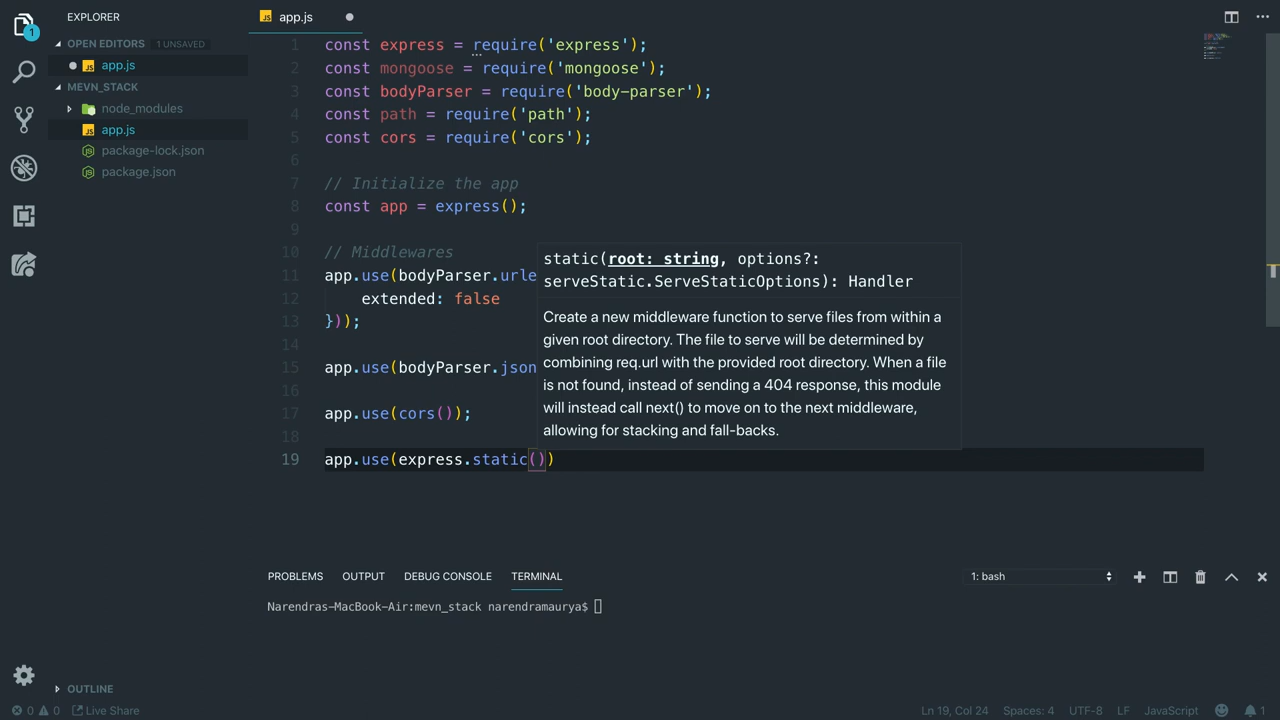 1
EXPLORER
OPEN EDITORS 1 UNSAVED
app.js
MEVN_STACK
node_modules
app.js
package-lock.json
package.json
OUTLINE
app.js
1 const express = require('express');
2 const mongoose = require('mongoose');
3 const bodyParser = require('body-parser');
4 const path = require('path');
5 const cors = require('cors');
6
7 // Initialize the app
8 const app = express();
9
10 // Middlewares
11 app.use(bodyParser.urle
12 extended: false
13 }));
14
15 app.use(bodyParser.json
16
17 app.use(cors());
18
19 app.use(express.static())
static(root: string, options?:
serveStatic.ServeStaticOptions): Handler
Create a new middleware function to serve files from within a
given root directory. The file to serve will be determined by
combining req.url with the provided root directory. When a file
is not found, instead of sending a 404 response, this module
will instead call next() to move on to the next middleware,
allowing for stacking and fall-backs.
PROBLEMS OUTPUT DEBUG CONSOLE TERMINAL 1: bash
Narendras-MacBook-Air:mevn_stack narendramaurya$
0 0 Live Share Ln 19, Col 24 Spaces: 4 UTF-8 LF JavaScript 1